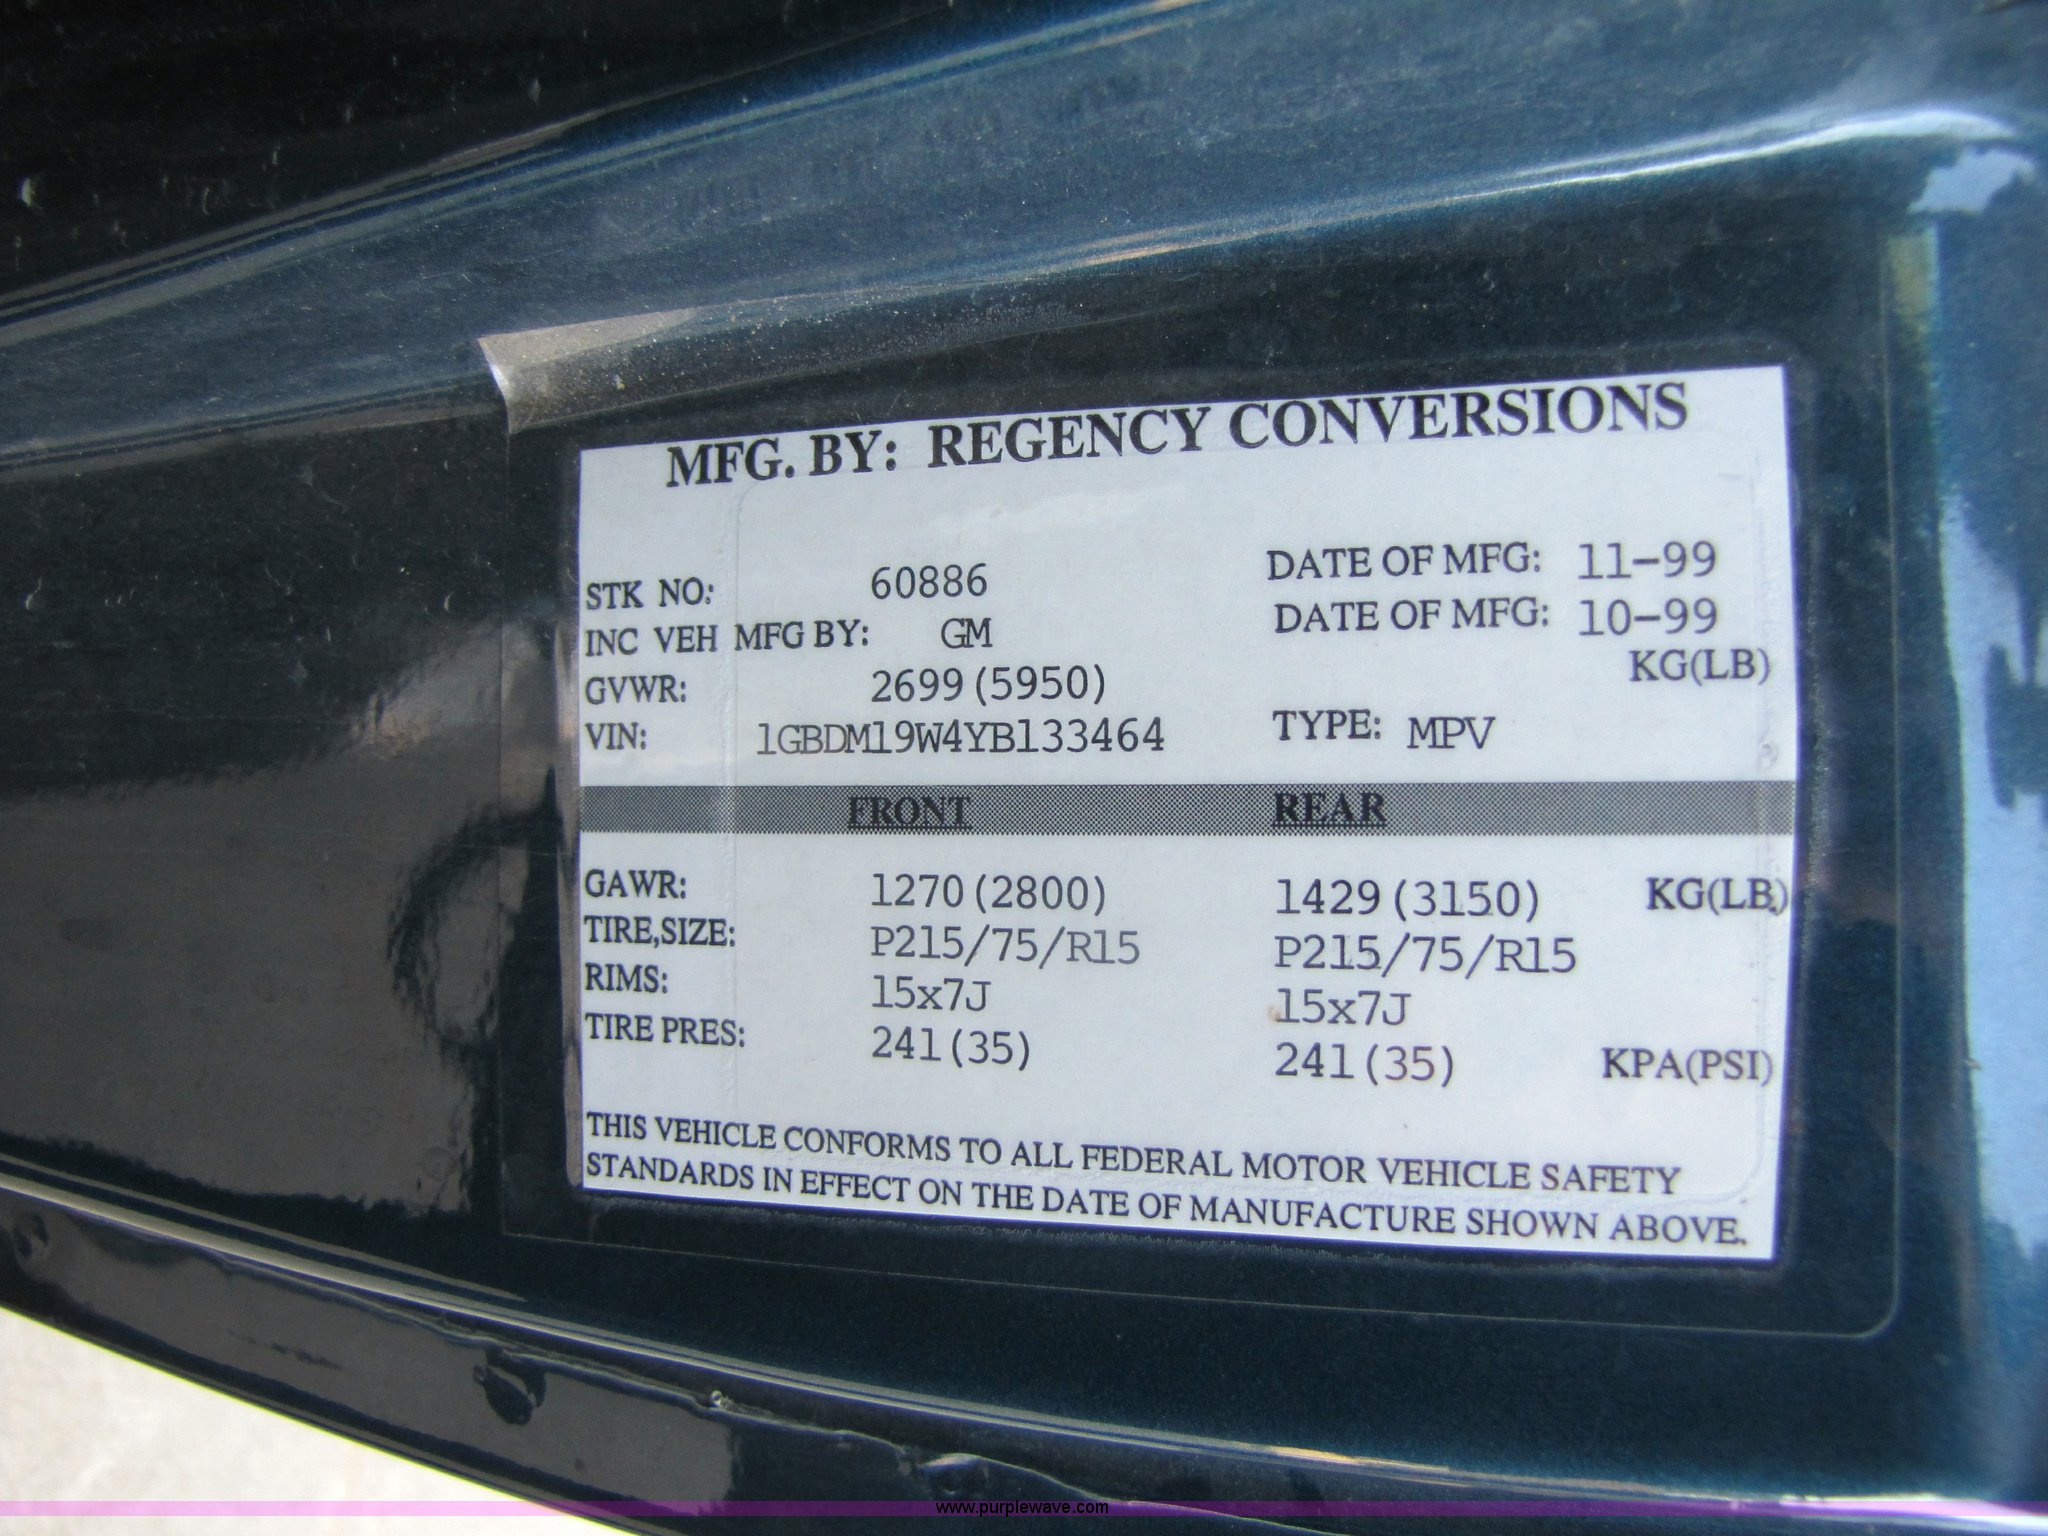 MFG. BY: REGENCY CONVERSIONS
STK NO: 60886 DATE OF MFG: 11-99
INC VEH MFG BY: GM DATE OF MFG: 10-99
GVWR: 2699(5950) KG(LB)
VIN: 1GBDM19W4YB133464 TYPE: MPV
FRONT REAR
GAWR: 1270(2800) 1429(3150) KG(LB)
TIRE,SIZE: P215/75/R15 P215/75/R15
RIMS: 15x7J 15x7J
TIRE PRES: 241(35) 241(35) KPA(PSI)
THIS VEHICLE CONFORMS TO ALL FEDERAL MOTOR VEHICLE SAFETY
STANDARDS IN EFFECT ON THE DATE OF MANUFACTURE SHOWN ABOVE.
www.purplewave.com